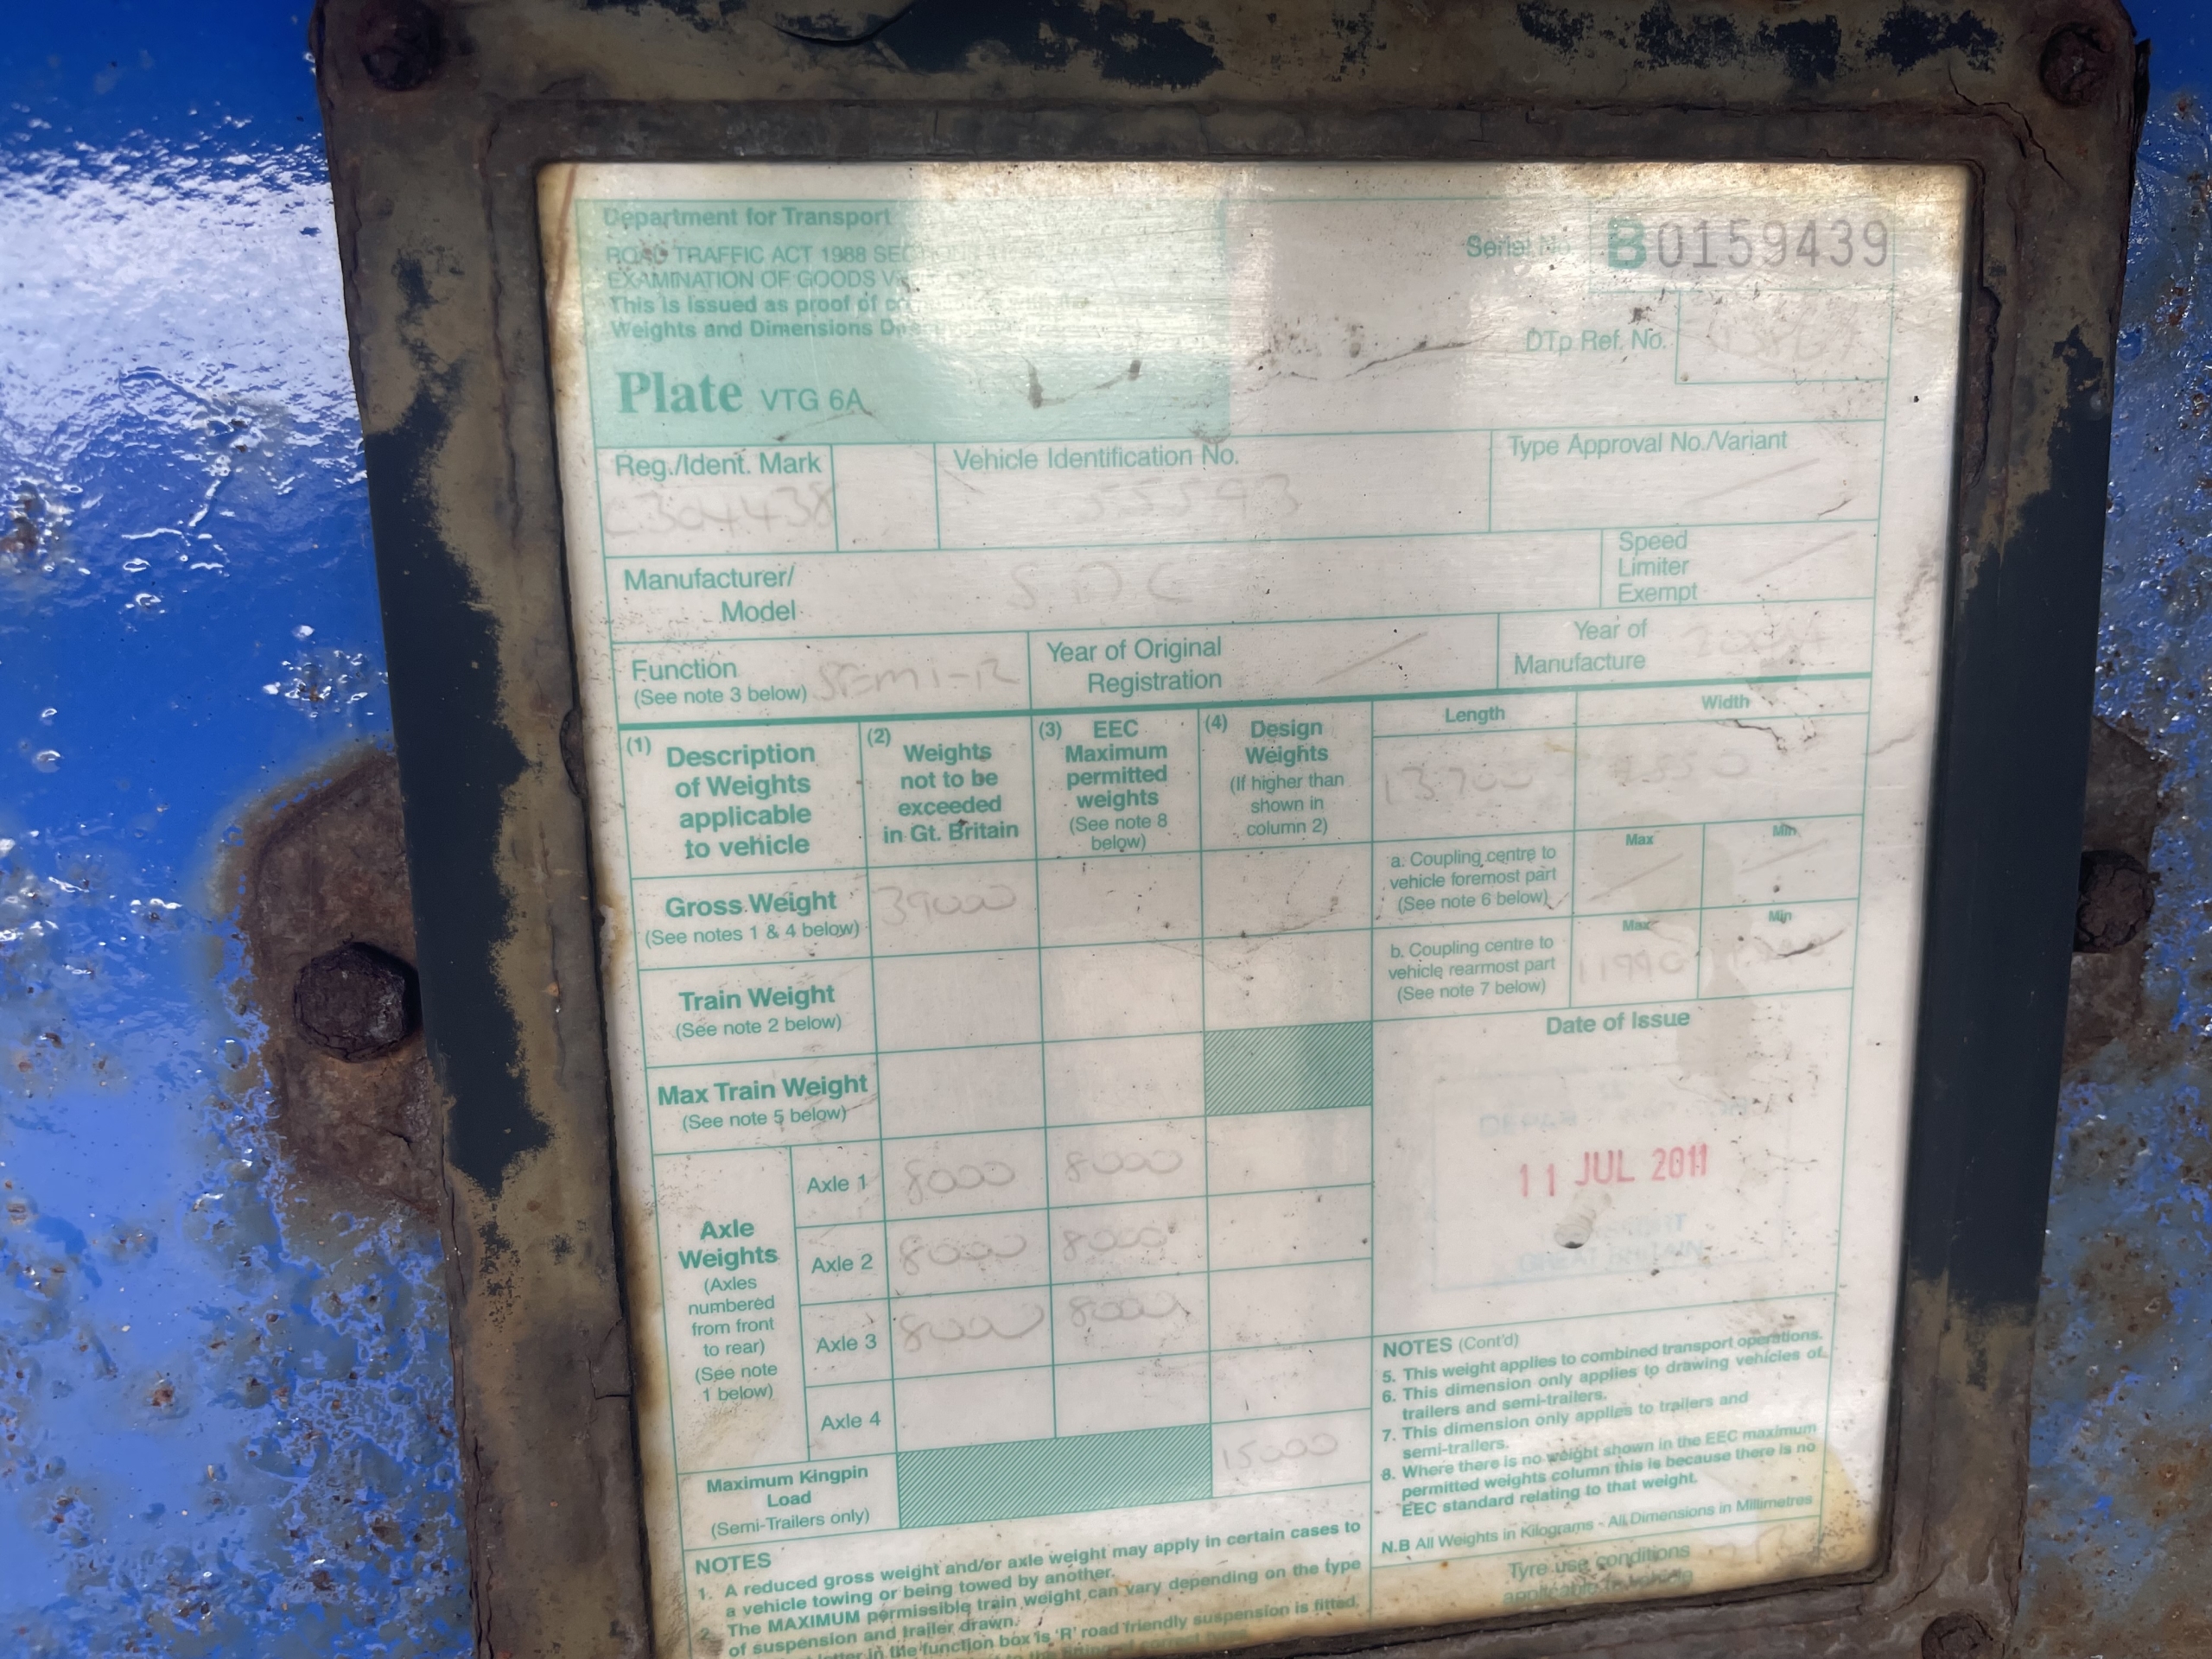 Department for Transport
ROAD TRAFFIC ACT 1988
EXAMINATION OF GOODS
This is issued as proof of
Weights and Dimensions
Serial No. B0159439
DTp Ref. No.
Plate VTG 6A
Reg./Ident. Mark
C304438
Vehicle Identification No.
55593
Type Approval No./Variant
/
Manufacturer/
Model
SDC
Speed
Limiter
Exempt
/
Function
(See note 3 below)
SEMI-R
Year of Original
Registration
/
Year of
Manufacture
(1) Description
of Weights
applicable
to vehicle
(2) Weights
not to be
exceeded
in Gt. Britain
(3) EEC
Maximum
permitted
weights
(See note 8
below)
(4) Design
Weights
(If higher than
shown in
column 2)
Length
13700
Width
Gross Weight
(See notes 1 & 4 below)
39000
a. Coupling centre to
vehicle foremost part
(See note 6 below)
Max
/
Min
/
Train Weight
(See note 2 below)
b. Coupling centre to
vehicle rearmost part
(See note 7 below)
Max
11990
Min
Max Train Weight
(See note 5 below)
Date of Issue
11 JUL 2011
Axle
Weights
(Axles
numbered
from front
to rear)
(See note
1 below)
Axle 1 8000 8000
Axle 2 8000 8000
Axle 3 8000 8000
Axle 4
Maximum Kingpin
Load
(Semi-Trailers only)
15000
NOTES
1. A reduced gross weight and/or axle weight may apply in certain cases to
a vehicle towing or being towed by another.
2. The MAXIMUM permissible train weight can vary depending on the type
of suspension and trailer drawn.
letter in the function box is 'R' road friendly suspension is fitted.
NOTES (Cont'd)
5. This weight applies to combined transport operations.
6. This dimension only applies to drawing vehicles of
trailers and semi-trailers.
7. This dimension only applies to trailers and
semi-trailers.
8. Where there is no weight shown in the EEC maximum
permitted weights column this is because there is no
EEC standard relating to that weight.
N.B All Weights in Kilograms - All Dimensions in Millimetres
Tyre use conditions
applicable to vehicle